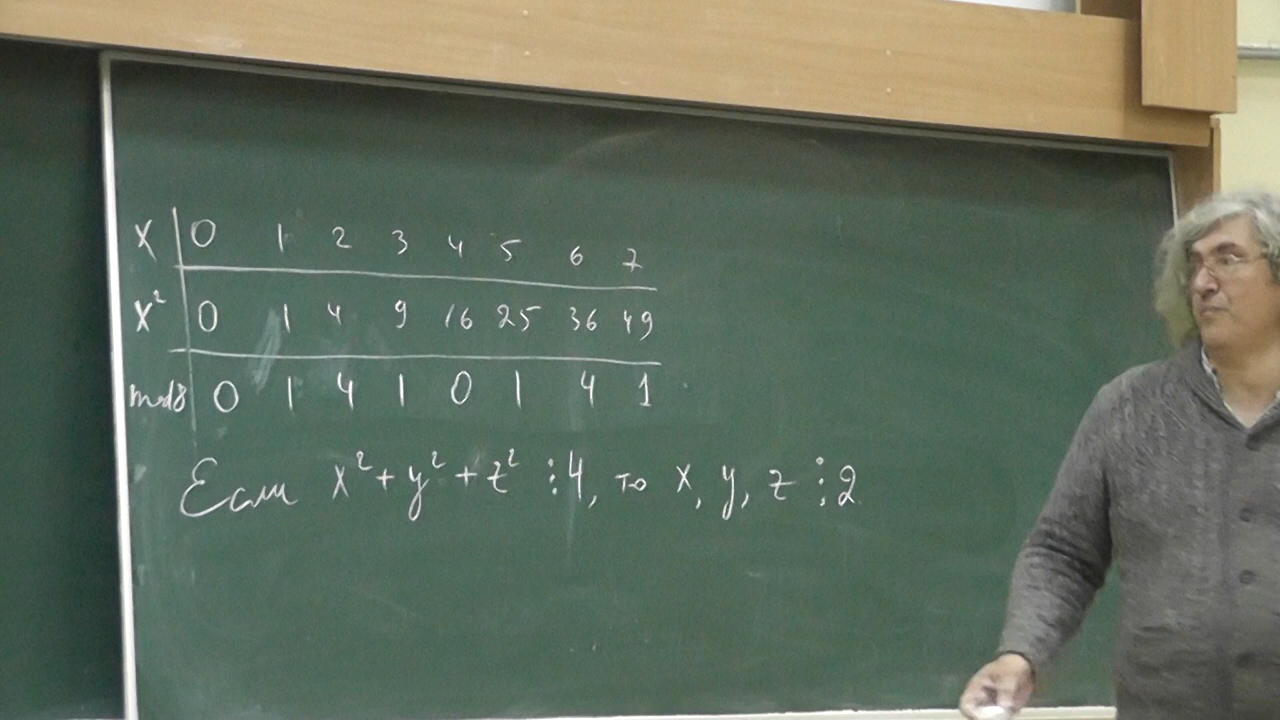 x | 0 1 2 3 4 5 6 7
x² | 0 1 4 9 16 25 36 49
mod8 | 0 1 4 1 0 1 4 1
Если x² + y² + z² ⋮ 4, то x, y, z ⋮ 2